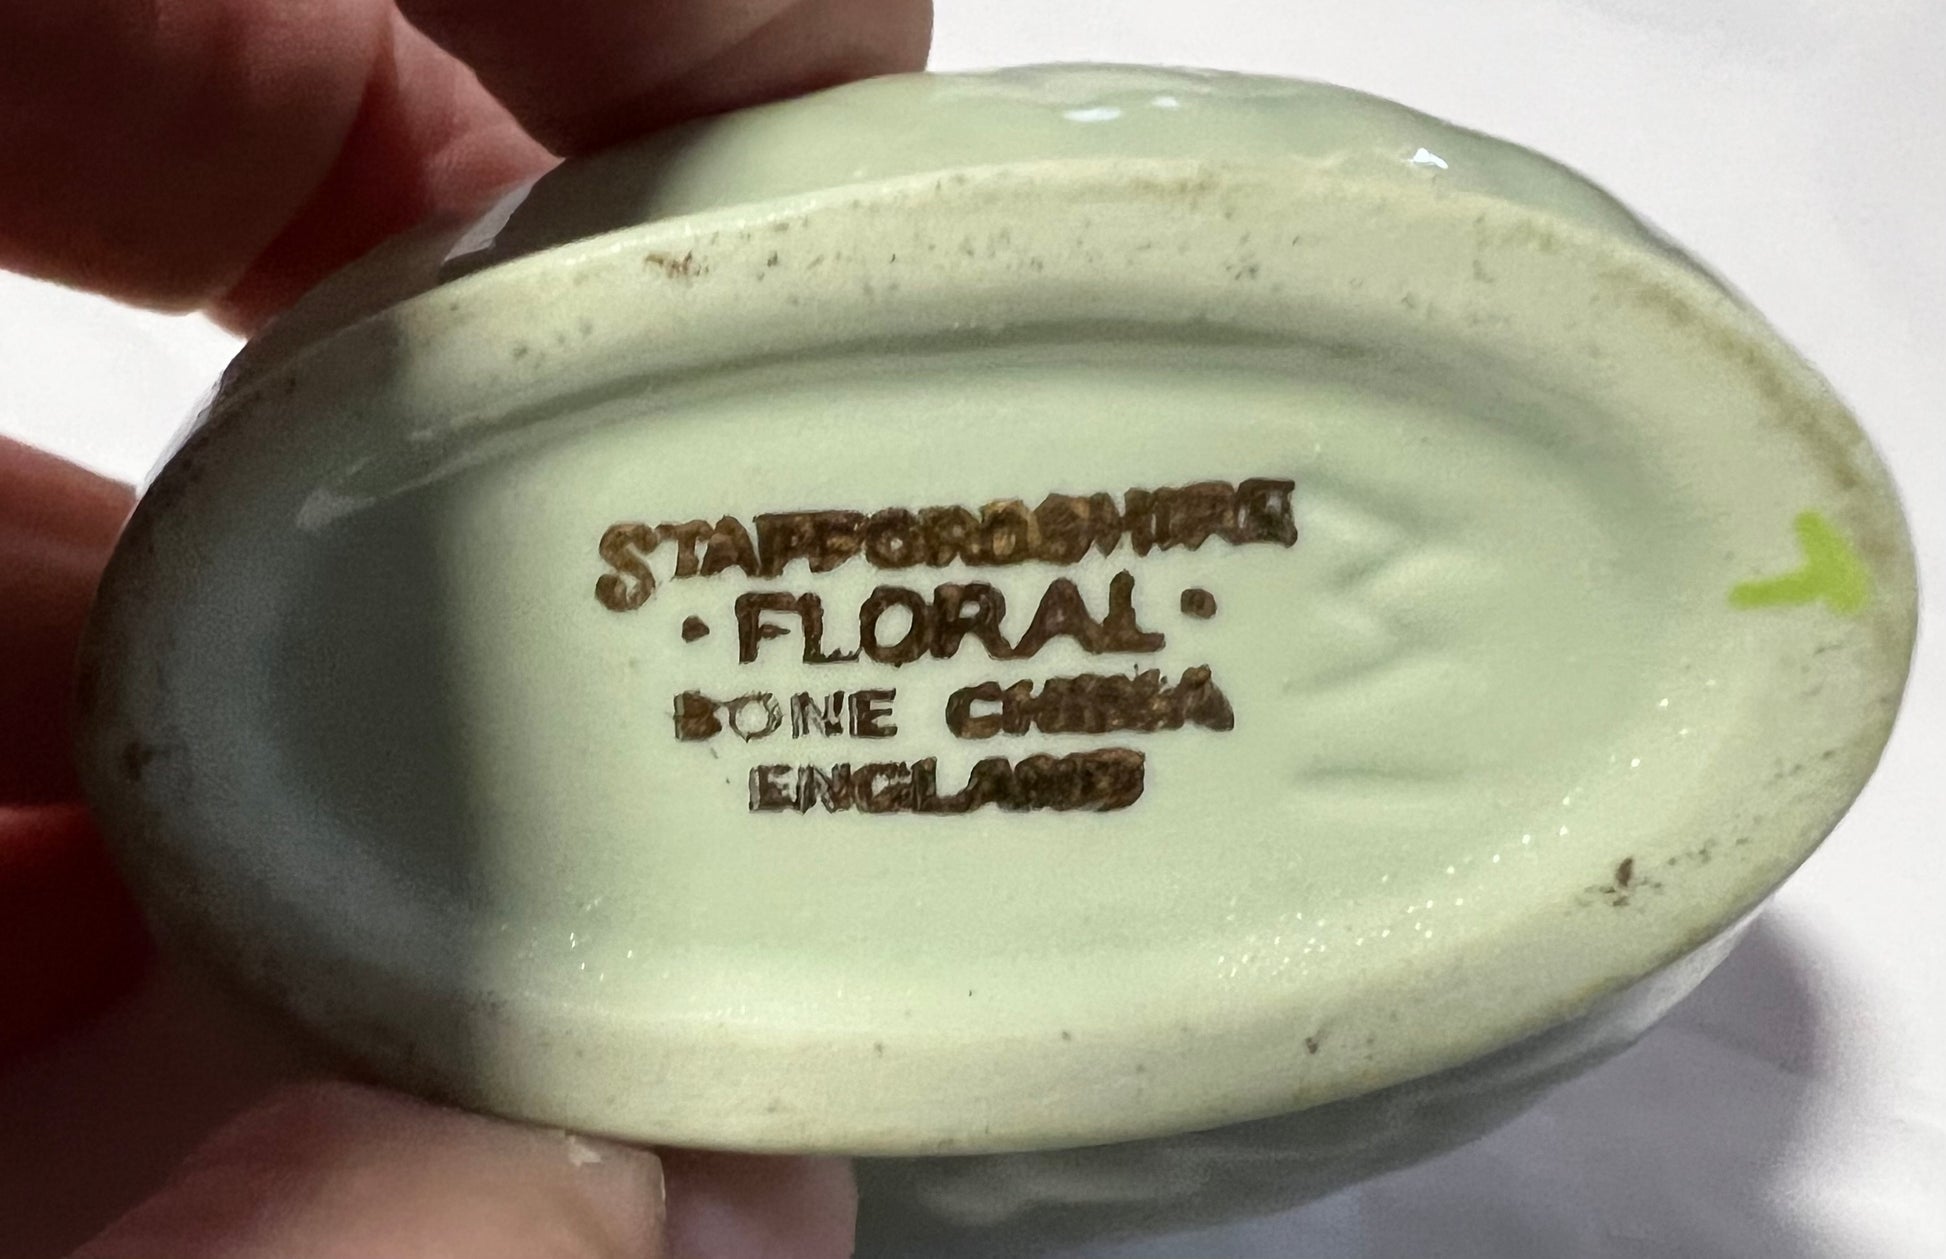 STAFFORDSHIRE
· FLORAL ·
BONE CHINA
ENGLAND